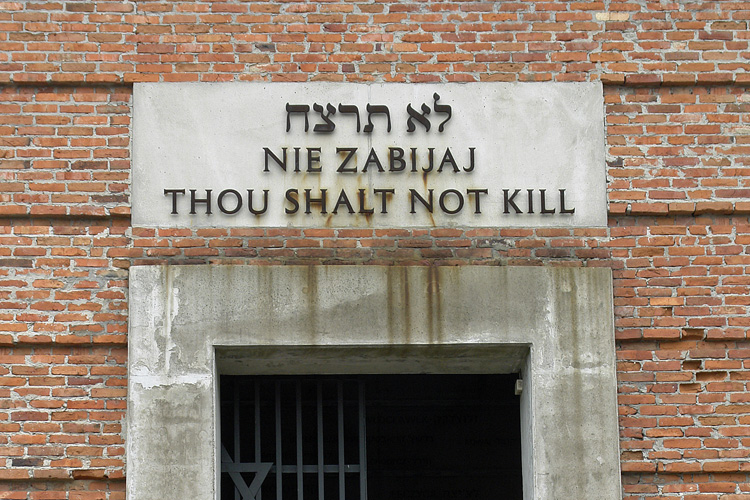 לא תרצח
NIE ZABIJAJ
THOU SHALT NOT KILL